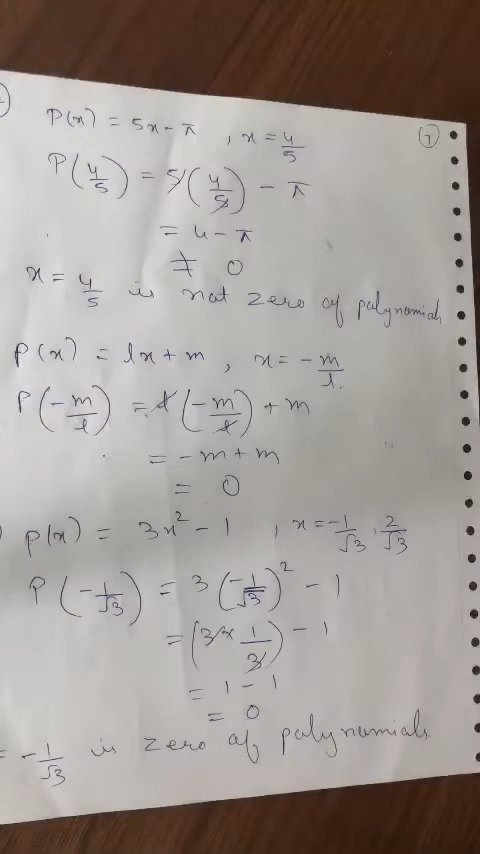 P(x) = 5x - π , x = 4/5
(7)
P(4/5) = 5(4/5) - π
= 4 - π
≠ 0
x = 4/5 is not zero of polynomial
P(x) = lx + m , x = -m/l.
P(-m/l) = l(-m/l) + m
= -m + m
= 0
) p(x) = 3x² - 1 , x = -1/√3, 2/√3
P(-1/√3) = 3(-1/√3)² - 1
= (3 × 1/3) - 1
= 1 - 1
= 0
= -1/√3 is zero of polynomials